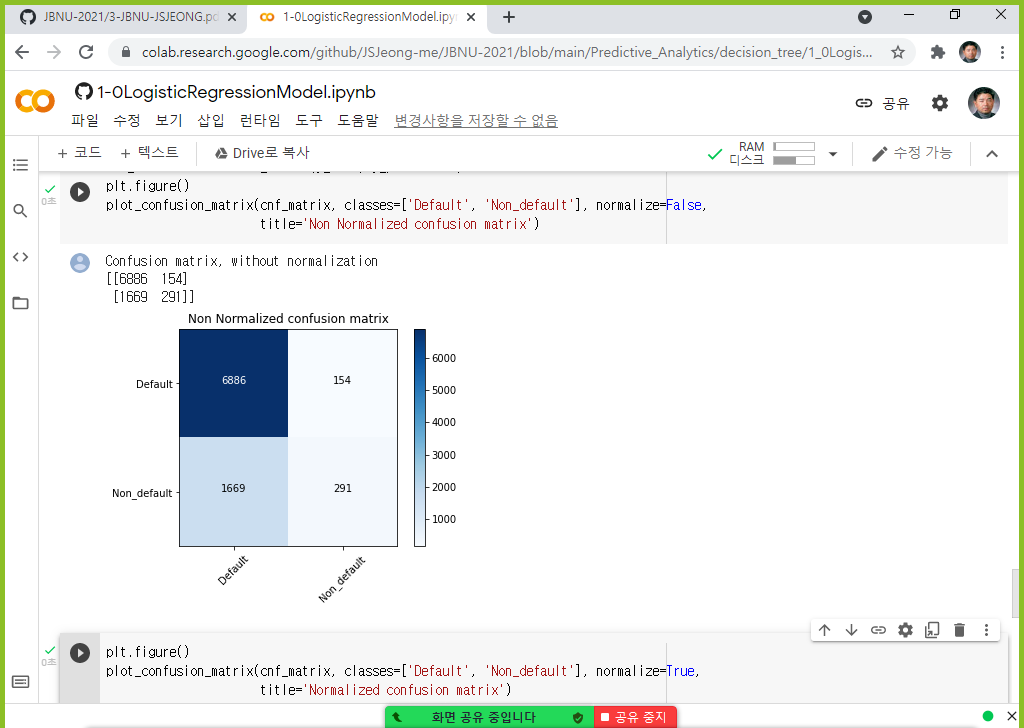 JBNU-2021/3-JBNU-JSJEONG.pd
1-0LogisticRegressionModel.ipyn
colab.research.google.com/github/JSJeong-me/JBNU-2021/blob/main/Predictive_Analytics/decision_tree/1_0Logis...
1-0LogisticRegressionModel.ipynb
파일 수정 보기 삽입 런타임 도구 도움말 변경사항을 저장할 수 없음
공유
+ 코드 + 텍스트 Drive로 복사
RAM
디스크
수정 가능
0초
plt.figure()
plot_confusion_matrix(cnf_matrix, classes=['Default', 'Non_default'], normalize=False,
title='Non Normalized confusion matrix')
Confusion matrix, without normalization
[[6886 154]
[1669 291]]
Non Normalized confusion matrix
6886 154
Default
1669 291
Non_default
Default
Non_default
6000
5000
4000
3000
2000
1000
0초
plt.figure()
plot_confusion_matrix(cnf_matrix, classes=['Default', 'Non_default'], normalize=True,
title='Normalized confusion matrix')
화면 공유 중입니다
공유 중지